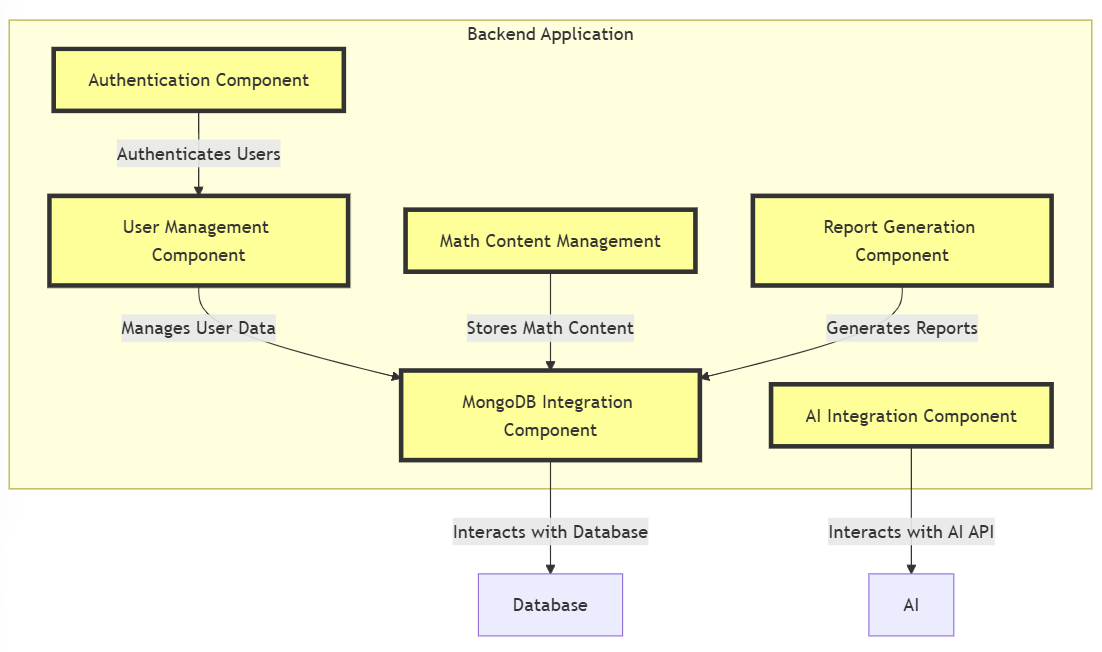 Backend Application
Authentication Component
Authenticates Users
User Management
Component
Math Content Management
Report Generation
Component
Manages User Data
Stores Math Content
Generates Reports
MongoDB Integration
Component
AI Integration Component
Interacts with Database
Interacts with AI API
Database
AI